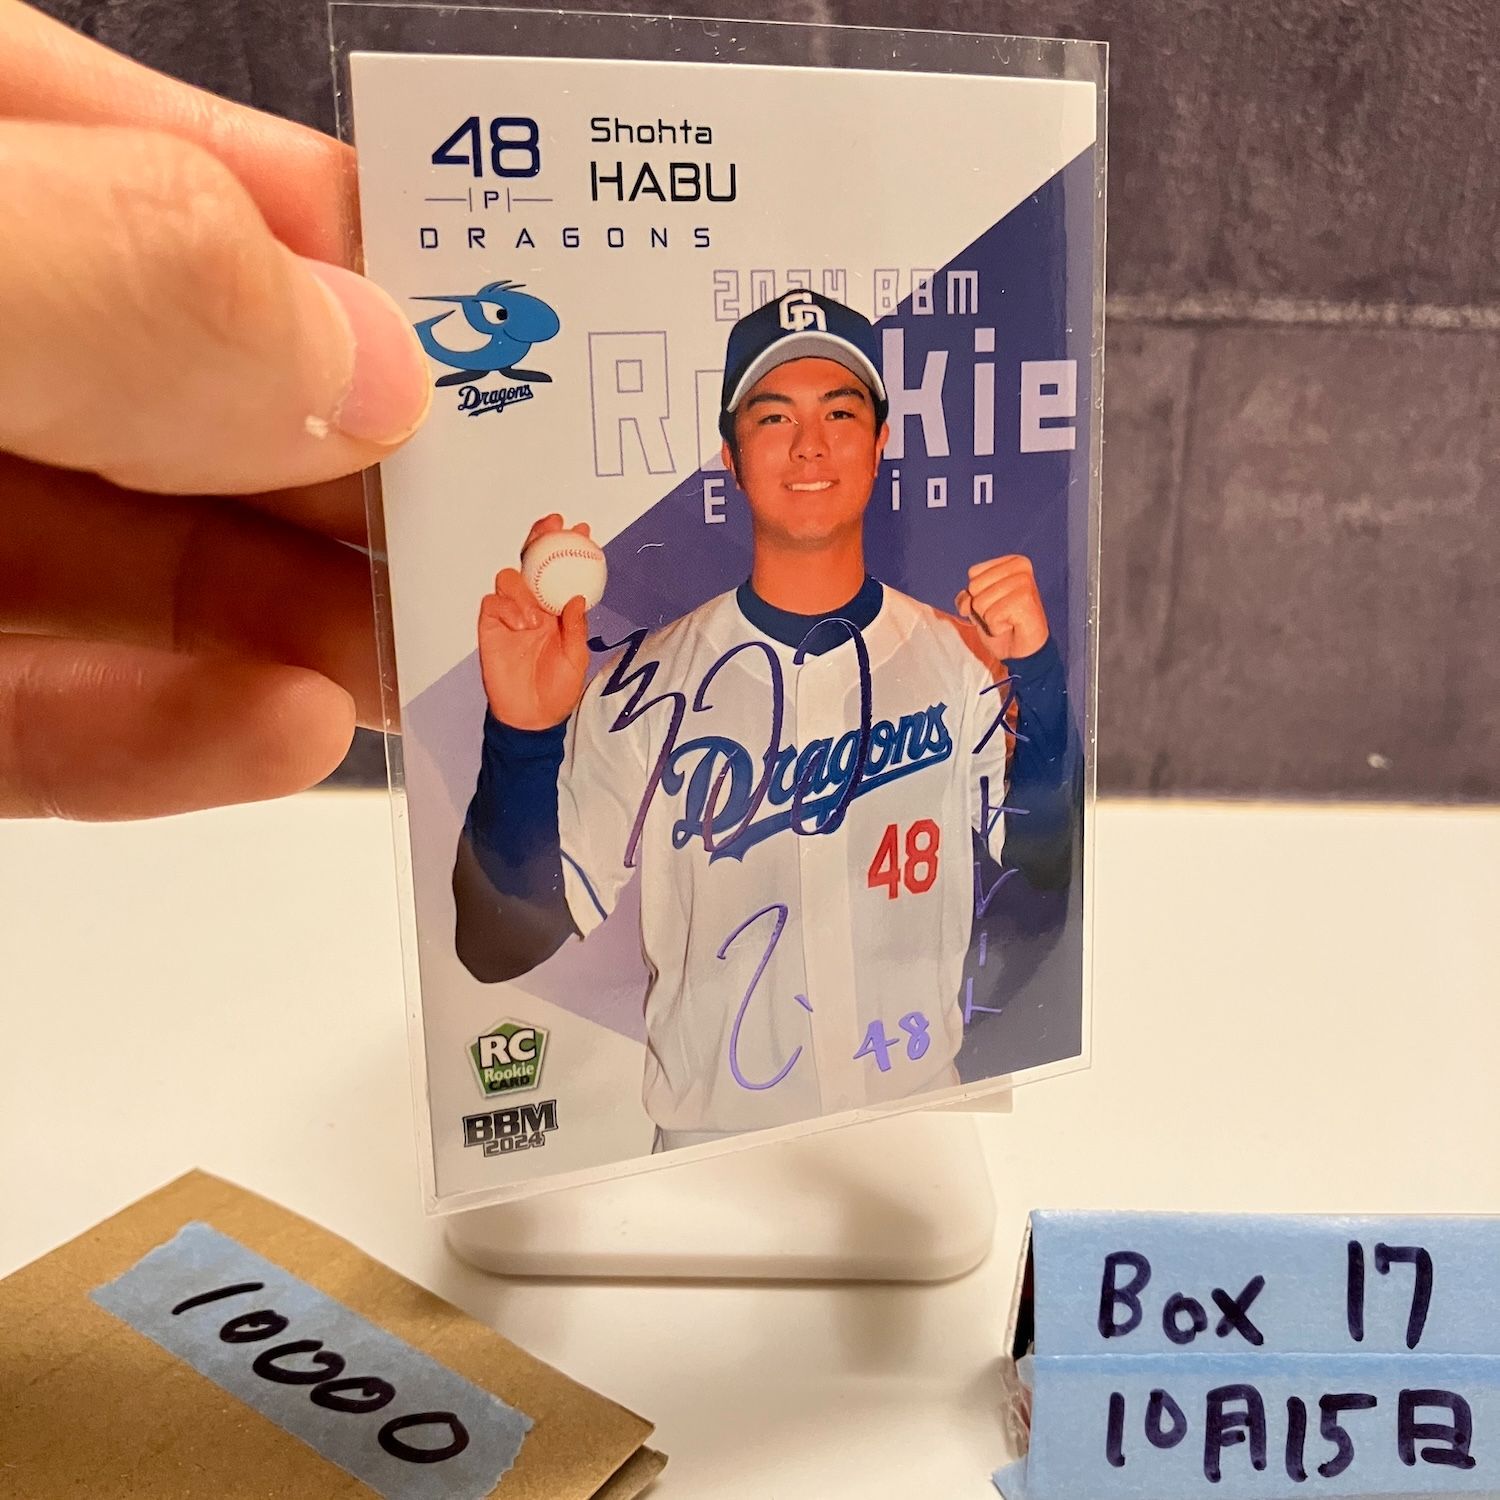 48
Shohta
HABU
P
DRAGONS
2024 BBM
Rookie
E ion
Dragons
Dragons
48
ストレート
48
RC
Rookie
CARD
BBM
2024
10000
Box 17
10月15日